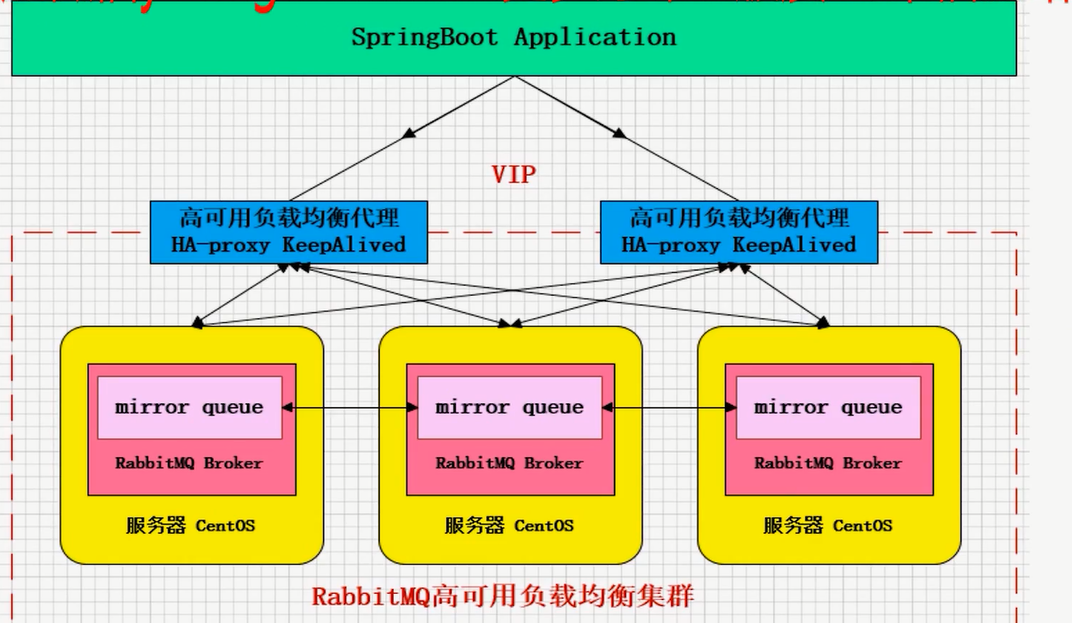 SpringBoot Application
VIP
高可用负载均衡代理
HA-proxy KeepAlived
高可用负载均衡代理
HA-proxy KeepAlived
mirror queue
RabbitMQ Broker
服务器 CentOS
mirror queue
RabbitMQ Broker
服务器 CentOS
mirror queue
RabbitMQ Broker
服务器 CentOS
RabbitMQ高可用负载均衡集群